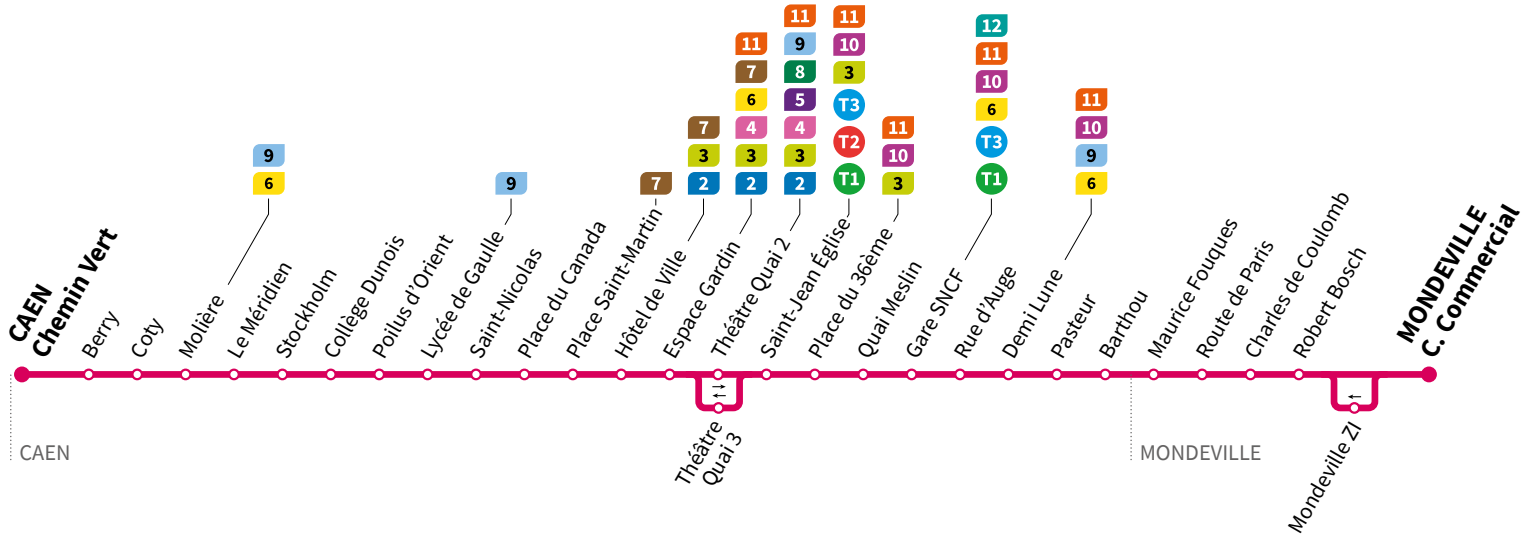 9
6
9
7
7
3
2
11
7
6
4
3
2
11
9
8
5
4
3
2
11
10
3
T3
T2
T1
11
10
3
12
11
10
6
T3
T1
11
10
9
6
CAEN
Chemin Vert
Berry
Coty
Molière
Le Méridien
Stockholm
Collège Dunois
Poilus d'Orient
Lycée de Gaulle
Saint-Nicolas
Place du Canada
Place Saint-Martin
Hôtel de Ville
Espace Gardin
Théâtre Quai 2
Saint-Jean Église
Place du 36ème
Quai Meslin
Gare SNCF
Rue d'Auge
Demi Lune
Pasteur
Barthou
Maurice Fouques
Route de Paris
Charles de Coulomb
Robert Bosch
MONDEVILLE
C. Commercial
Théâtre
Quai 3
Mondeville ZI
CAEN
MONDEVILLE